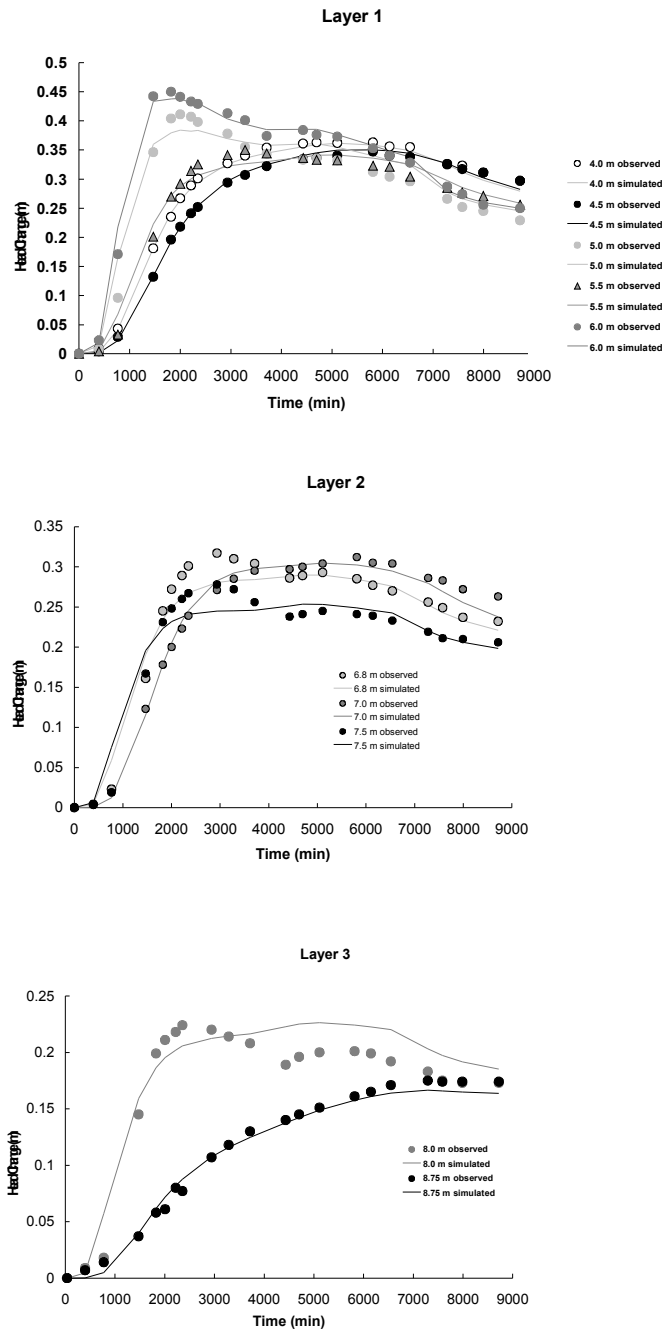 Layer 1
0.5
0.45
0.4
0.35
0.3
0.25
0.2
0.15
0.1
0.05
0
Head Change (m)
0 1000 2000 3000 4000 5000 6000 7000 8000 9000
Time (min)
4.0 m observed
4.0 m simulated
4.5 m observed
4.5 m simulated
5.0 m observed
5.0 m simulated
5.5 m observed
5.5 m simulated
6.0 m observed
6.0 m simulated
Layer 2
0.35
0.3
0.25
0.2
0.15
0.1
0.05
0
Head Change (m)
0 1000 2000 3000 4000 5000 6000 7000 8000 9000
Time (min)
6.8 m observed
6.8 m simulated
7.0 m observed
7.0 m simulated
7.5 m observed
7.5 m simulated
Layer 3
0.25
0.2
0.15
0.1
0.05
0
Head Change (m)
0 1000 2000 3000 4000 5000 6000 7000 8000 9000
Time (min)
8.0 m observed
8.0 m simulated
8.75 m observed
8.75 m simulated